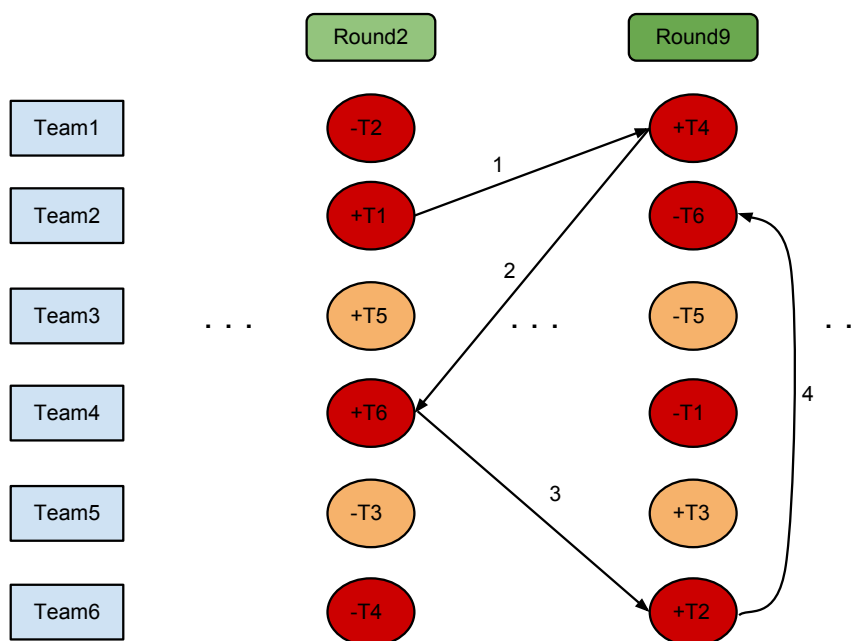 Round2 Round9
Team1 -T2 +T4
1
Team2 +T1 -T6
2
Team3 . . . +T5 . . . -T5 . .
4
Team4 +T6 -T1
3
Team5 -T3 +T3
Team6 -T4 +T2